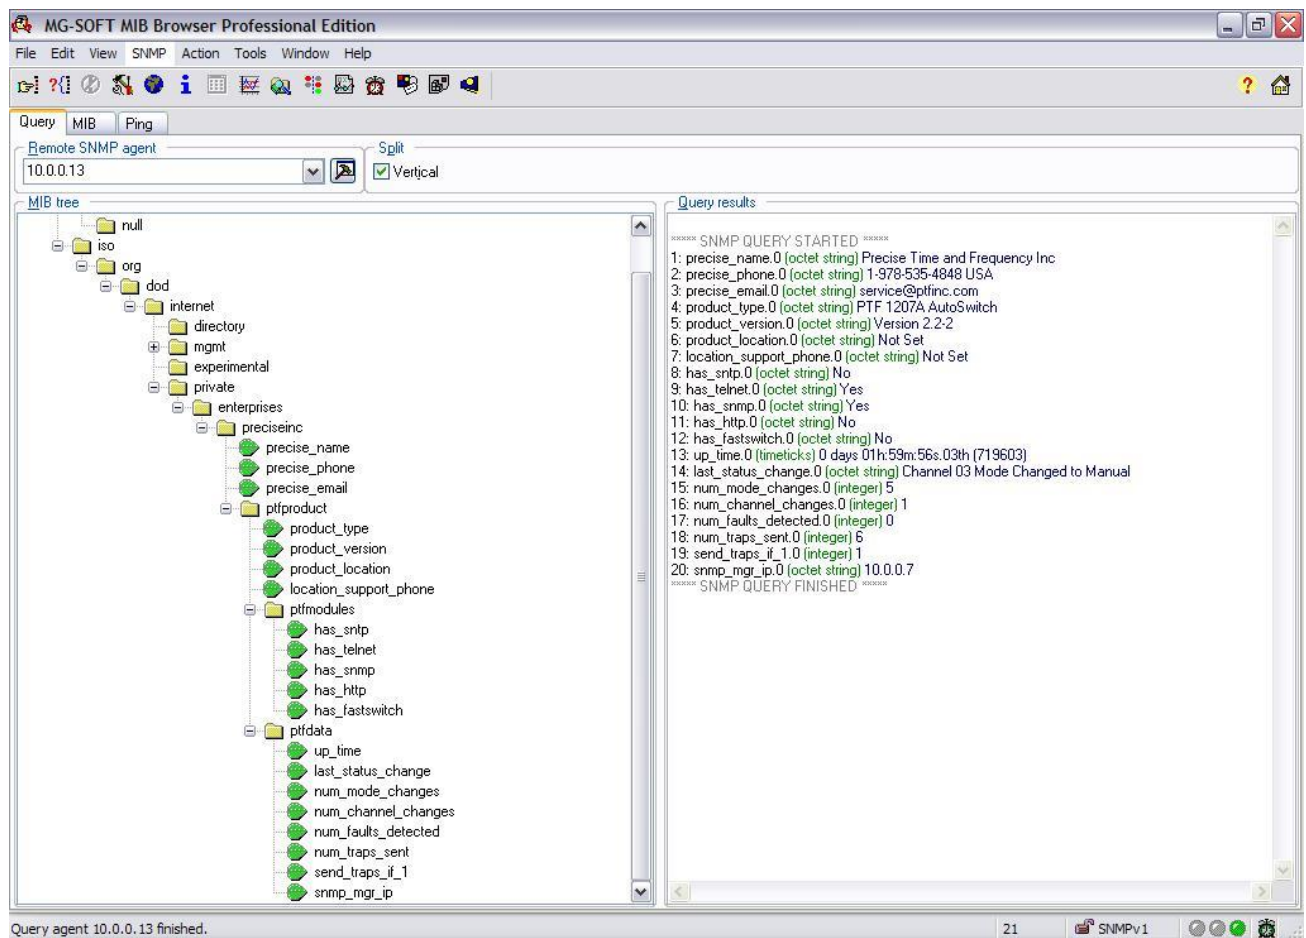 MG-SOFT MIB Browser Professional Edition
File Edit View SNMP Action Tools Window Help
Query MIB Ping
Remote SNMP agent
10.0.0.13
Split
Vertical
MIB tree
null
iso
org
dod
internet
directory
mgmt
experimental
private
enterprises
preciseinc
precise_name
precise_phone
precise_email
ptfproduct
product_type
product_version
product_location
location_support_phone
ptfmodules
has_sntp
has_telnet
has_snmp
has_http
has_fastswitch
ptfdata
up_time
last_status_change
num_mode_changes
num_channel_changes
num_faults_detected
num_traps_sent
send_traps_if_1
snmp_mgr_ip
Query results
***** SNMP QUERY STARTED *****
1: precise_name.0 (octet string) Precise Time and Frequency Inc
2: precise_phone.0 (octet string) 1-978-535-4848 USA
3: precise_email.0 (octet string) service@ptfinc.com
4: product_type.0 (octet string) PTF 1207A AutoSwitch
5: product_version.0 (octet string) Version 2.2-2
6: product_location.0 (octet string) Not Set
7: location_support_phone.0 (octet string) Not Set
8: has_sntp.0 (octet string) No
9: has_telnet.0 (octet string) Yes
10: has_snmp.0 (octet string) Yes
11: has_http.0 (octet string) No
12: has_fastswitch.0 (octet string) No
13: up_time.0 (timeticks) 0 days 01h:59m:56s.03th (719603)
14: last_status_change.0 (octet string) Channel 03 Mode Changed to Manual
15: num_mode_changes.0 (integer) 5
16: num_channel_changes.0 (integer) 1
17: num_faults_detected.0 (integer) 0
18: num_traps_sent.0 (integer) 6
19: send_traps_if_1.0 (integer) 1
20: snmp_mgr_ip.0 (octet string) 10.0.0.7
***** SNMP QUERY FINISHED *****
Query agent 10.0.0.13 finished.
21
SNMPv1